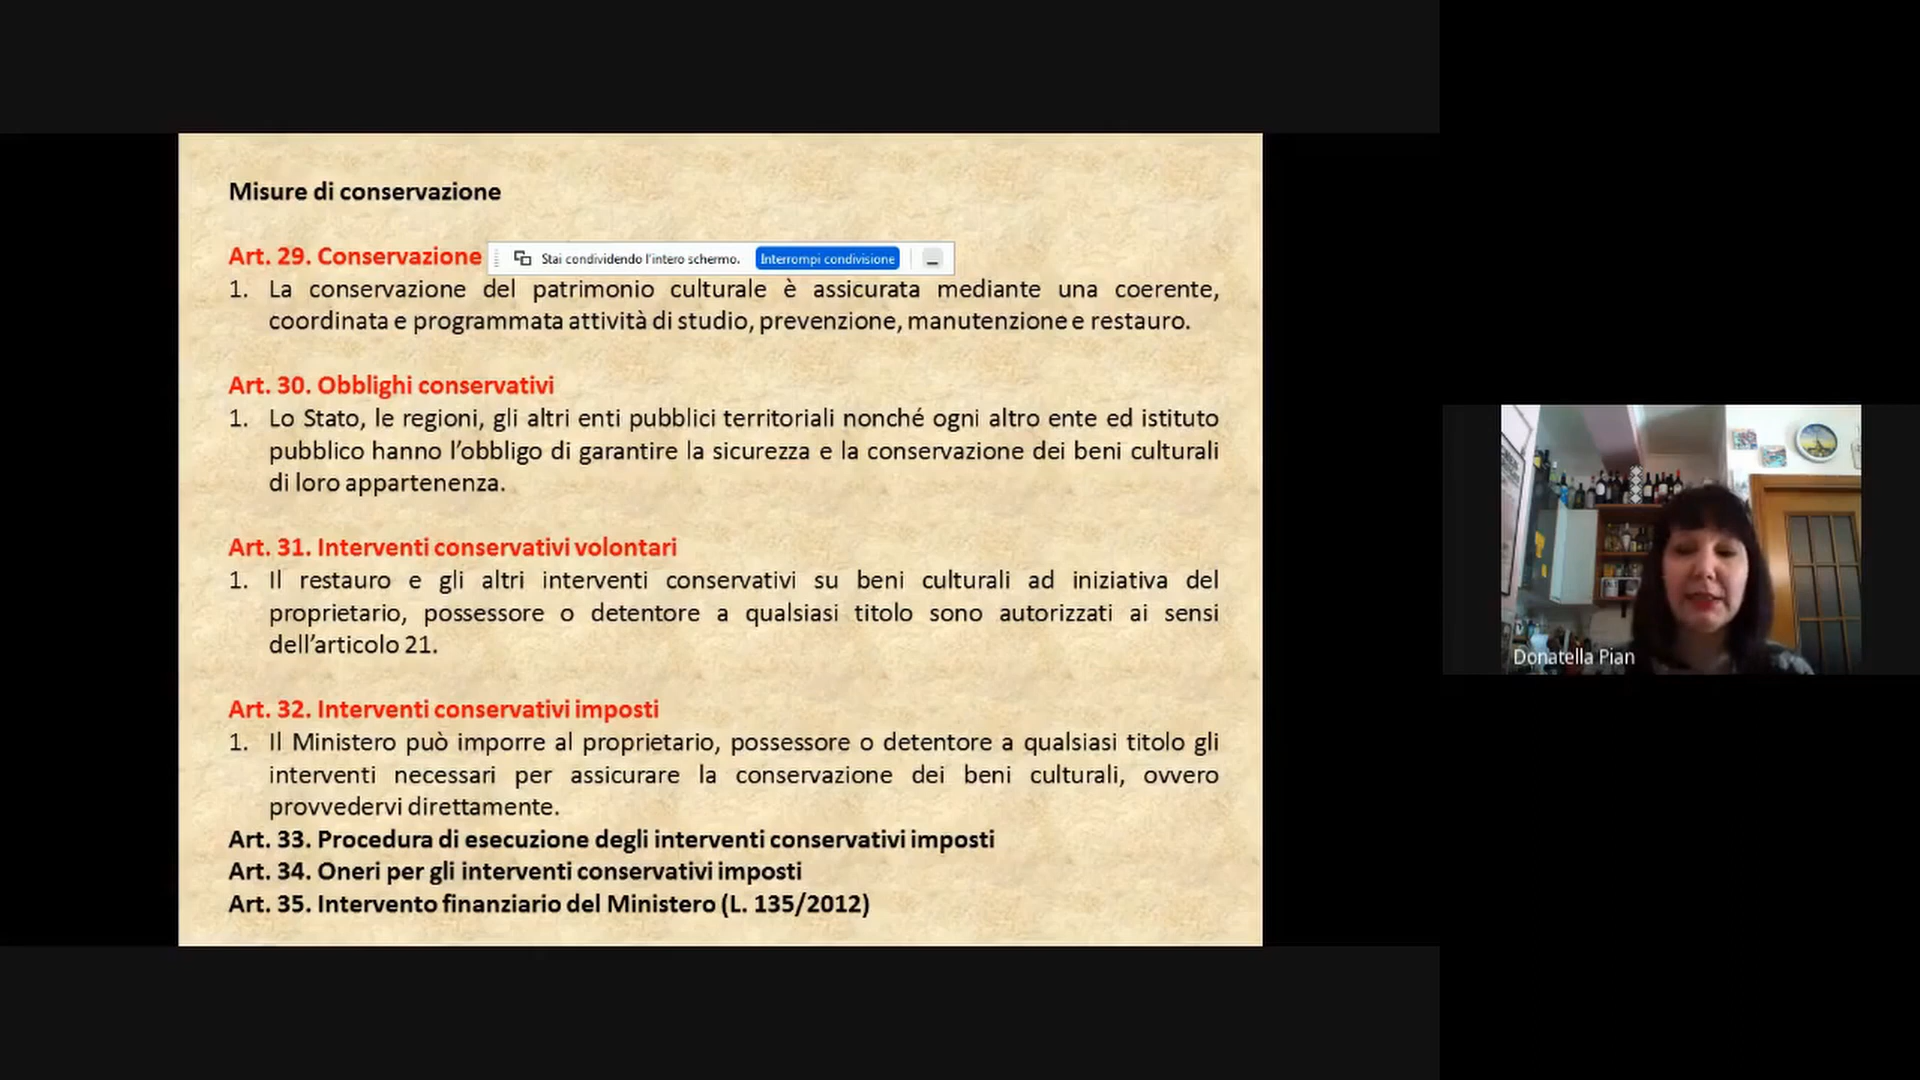 Misure di conservazione
Art. 29. Conservazione
Stai condividendo l'intero schermo. Interrompi condivisione
1. La conservazione del patrimonio culturale è assicurata mediante una coerente,
coordinata e programmata attività di studio, prevenzione, manutenzione e restauro.
Art. 30. Obblighi conservativi
1. Lo Stato, le regioni, gli altri enti pubblici territoriali nonché ogni altro ente ed istituto
pubblico hanno l'obbligo di garantire la sicurezza e la conservazione dei beni culturali
di loro appartenenza.
Art. 31. Interventi conservativi volontari
1. Il restauro e gli altri interventi conservativi su beni culturali ad iniziativa del
proprietario, possessore o detentore a qualsiasi titolo sono autorizzati ai sensi
dell'articolo 21.
Art. 32. Interventi conservativi imposti
1. Il Ministero può imporre al proprietario, possessore o detentore a qualsiasi titolo gli
interventi necessari per assicurare la conservazione dei beni culturali, ovvero
provvedervi direttamente.
Art. 33. Procedura di esecuzione degli interventi conservativi imposti
Art. 34. Oneri per gli interventi conservativi imposti
Art. 35. Intervento finanziario del Ministero (L. 135/2012)
Donatella Pian